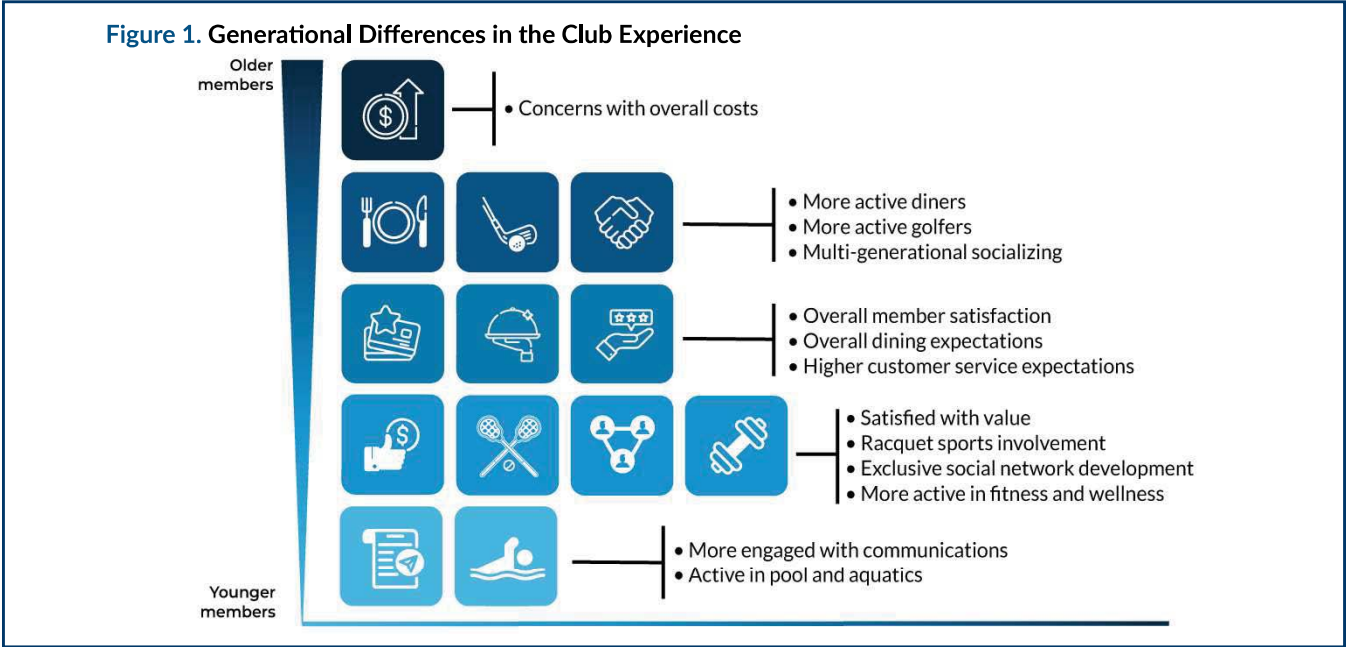 Figure 1. Generational Differences in the Club Experience
Older
members
$
• Concerns with overall costs
• More active diners
• More active golfers
• Multi-generational socializing
• Overall member satisfaction
• Overall dining expectations
• Higher customer service expectations
$
• Satisfied with value
• Racquet sports involvement
• Exclusive social network development
• More active in fitness and wellness
• More engaged with communications
• Active in pool and aquatics
Younger
members